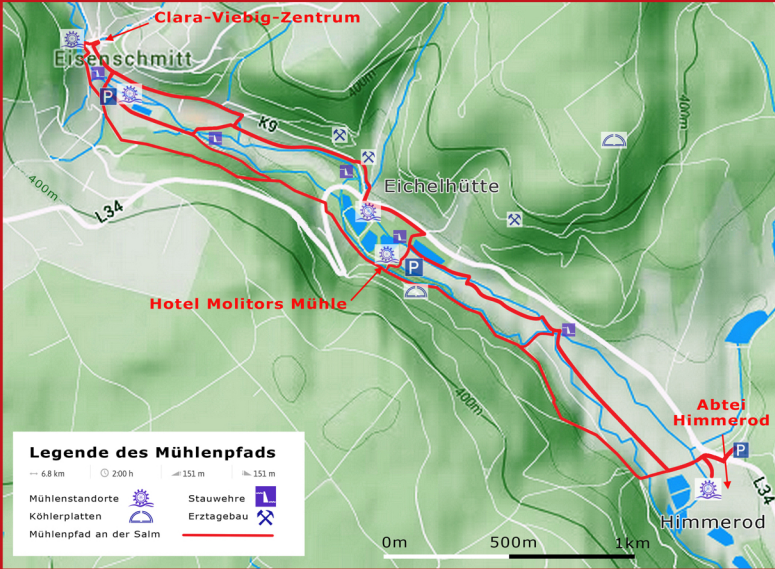 Clara-Viebig-Zentrum
Eisenschmitt
P
400m
K9
400m
400m
L34
Eichelhütte
P
Hotel Molitors Mühle
400m
Abtei
Himmerod
P
L34
Himmerod
Legende des Mühlenpfads
6.8 km 2:00 h 151 m 151 m
Mühlenstandorte Stauwehre
Köhlerplatten Erztagebau
Mühlenpfad an der Salm
0m 500m 1km